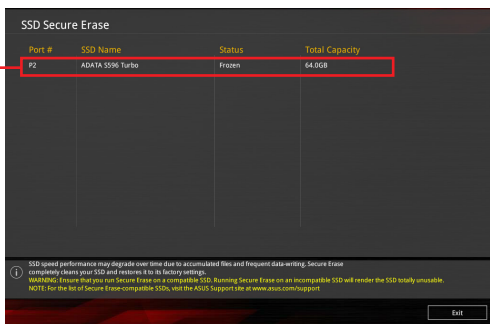 SSD Secure Erase
Port # SSD Name Status Total Capacity
P2 ADATA S596 Turbo Frozen 64.0GB
SSD speed performance may degrade over time due to accumulated files and frequent data-writing. Secure Erase
completely cleans your SSD and restores it to its factory settings.
WARNING: Ensure that you run Secure Erase on a compatible SSD. Running Secure Erase on an incompatible SSD will render the SSD totally unusable.
NOTE: For the list of Secure Erase-compatible SSDs, visit the ASUS Support site at www.asus.com/support
Exit